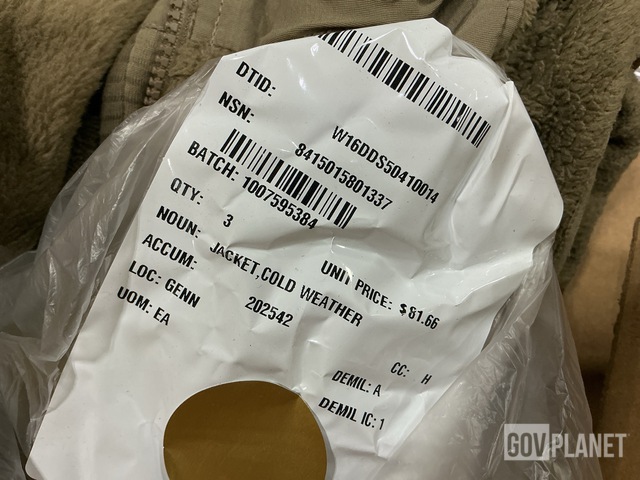 DTID: W16DDS50410014
NSN: 8415015801337
BATCH: 1007595384
QTY: 3 UNIT PRICE: $81.66
NOUN: JACKET,COLD WEATHER
ACCUM: 202542 CC: H
LOC: GENN DEMIL: A
UOM: EA DEMIL IC: 1
GOVPLANET